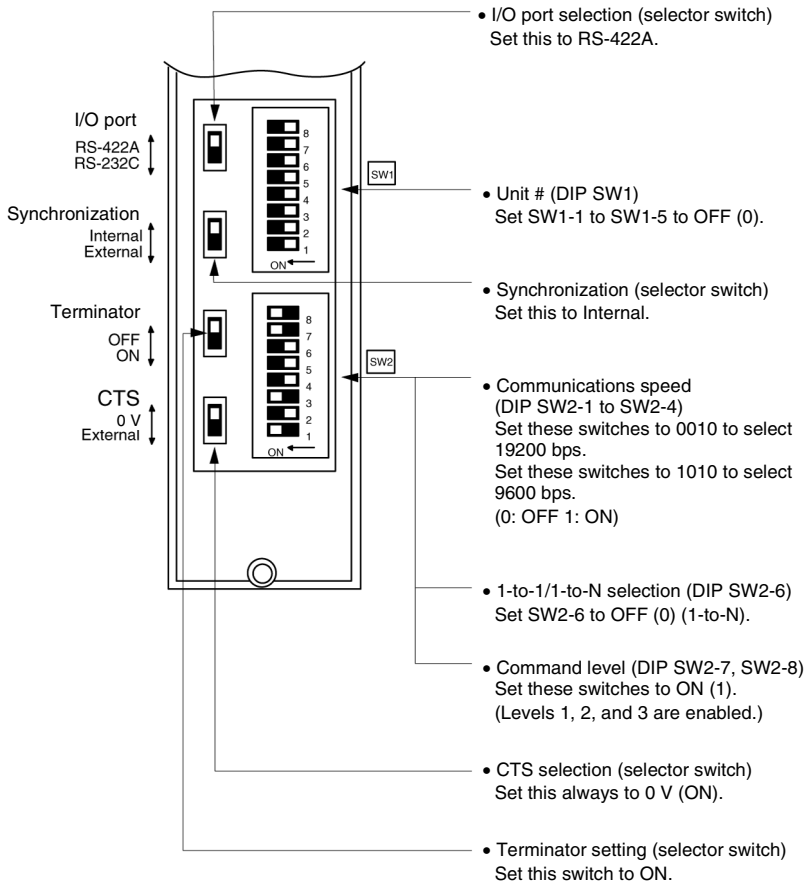 • I/O port selection (selector switch)
Set this to RS-422A.
I/O port
RS-422A
RS-232C
Synchronization
Internal
External
Terminator
OFF
ON
CTS
0 V
External
8
7
6
5
4
3
2
1
ON
SW1
8
7
6
5
4
3
2
1
ON
SW2
• Unit # (DIP SW1)
Set SW1-1 to SW1-5 to OFF (0).
• Synchronization (selector switch)
Set this to Internal.
• Communications speed
(DIP SW2-1 to SW2-4)
Set these switches to 0010 to select
19200 bps.
Set these switches to 1010 to select
9600 bps.
(0: OFF 1: ON)
• 1-to-1/1-to-N selection (DIP SW2-6)
Set SW2-6 to OFF (0) (1-to-N).
• Command level (DIP SW2-7, SW2-8)
Set these switches to ON (1).
(Levels 1, 2, and 3 are enabled.)
• CTS selection (selector switch)
Set this always to 0 V (ON).
• Terminator setting (selector switch)
Set this switch to ON.